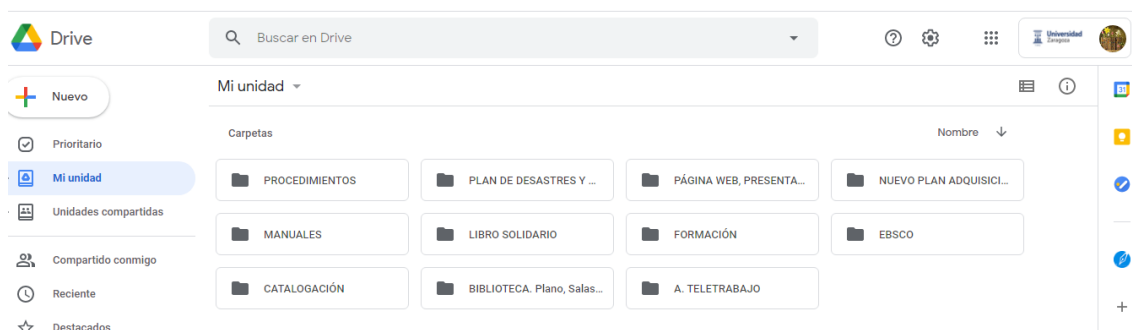 Drive
Buscar en Drive
Universidad
Zaragoza
Nuevo
Mi unidad
Carpetas
Nombre
Prioritario
Mi unidad
Unidades compartidas
Compartido conmigo
Reciente
Destacados
PROCEDIMIENTOS
PLAN DE DESASTRES Y ...
PÁGINA WEB, PRESENTA...
NUEVO PLAN ADQUISICI...
MANUALES
LIBRO SOLIDARIO
FORMACIÓN
EBSCO
CATALOGACIÓN
BIBLIOTECA. Plano, Salas...
A. TELETRABAJO
31